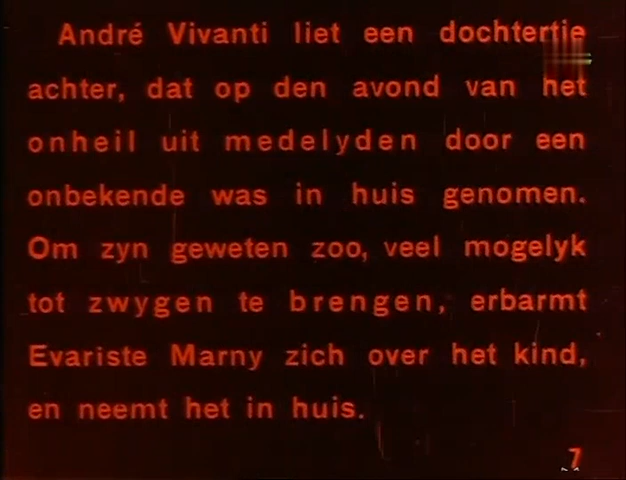 André Vivanti liet een dochtertje
achter, dat op den avond van het
onheil uit medelyden door een
onbekende was in huis genomen.
Om zyn geweten zoo, veel mogelyk
tot zwygen te brengen, erbarmt
Evariste Marny zich over het kind,
en neemt het in huis.
7